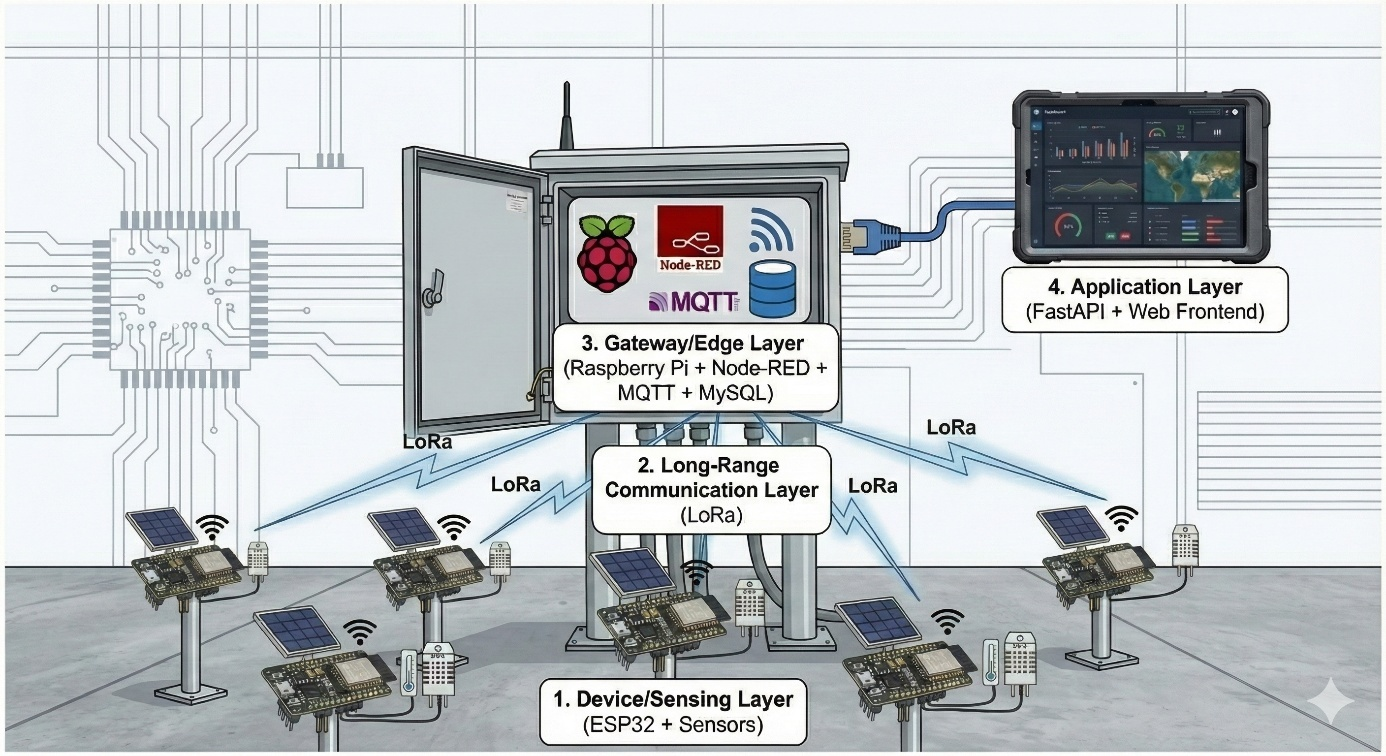 Node-RED
MQTT
4. Application Layer
(FastAPI + Web Frontend)
3. Gateway/Edge Layer
(Raspberry Pi + Node-RED +
MQTT + MySQL)
LoRa
LoRa
LoRa
LoRa
2. Long-Range
Communication Layer
(LoRa)
1. Device/Sensing Layer
(ESP32 + Sensors)